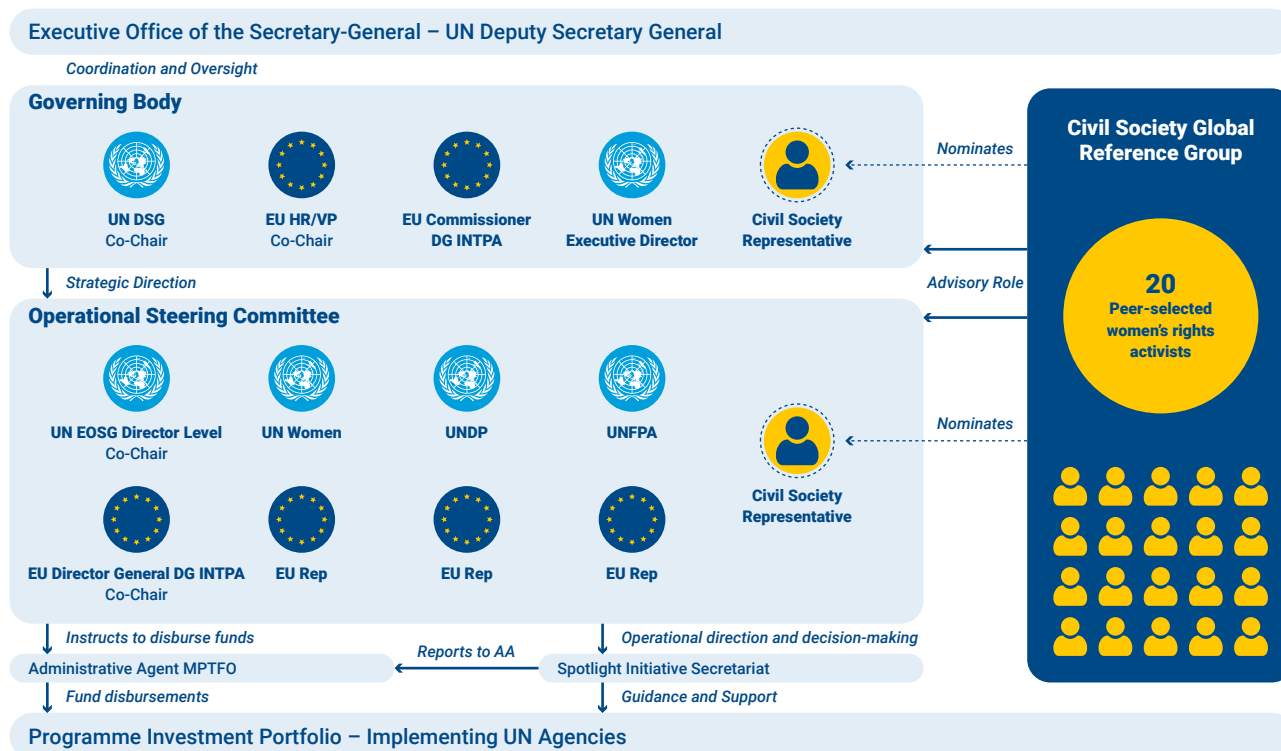 Executive Office of the Secretary-General – UN Deputy Secretary General
Coordination and Oversight
Governing Body
UN DSG
Co-Chair
EU HR/VP
Co-Chair
EU Commissioner
DG INTPA
UN Women
Executive Director
Civil Society
Representative
Nominates
Civil Society Global
Reference Group
Strategic Direction
Advisory Role
20
Peer-selected
women's rights
activists
Operational Steering Committee
UN EOSG Director Level
Co-Chair
UN Women
UNDP
UNFPA
Civil Society
Representative
Nominates
EU Director General DG INTPA
Co-Chair
EU Rep
EU Rep
EU Rep
Instructs to disburse funds
Operational direction and decision-making
Administrative Agent MPTFO
Reports to AA
Spotlight Initiative Secretariat
Fund disbursements
Guidance and Support
Programme Investment Portfolio – Implementing UN Agencies